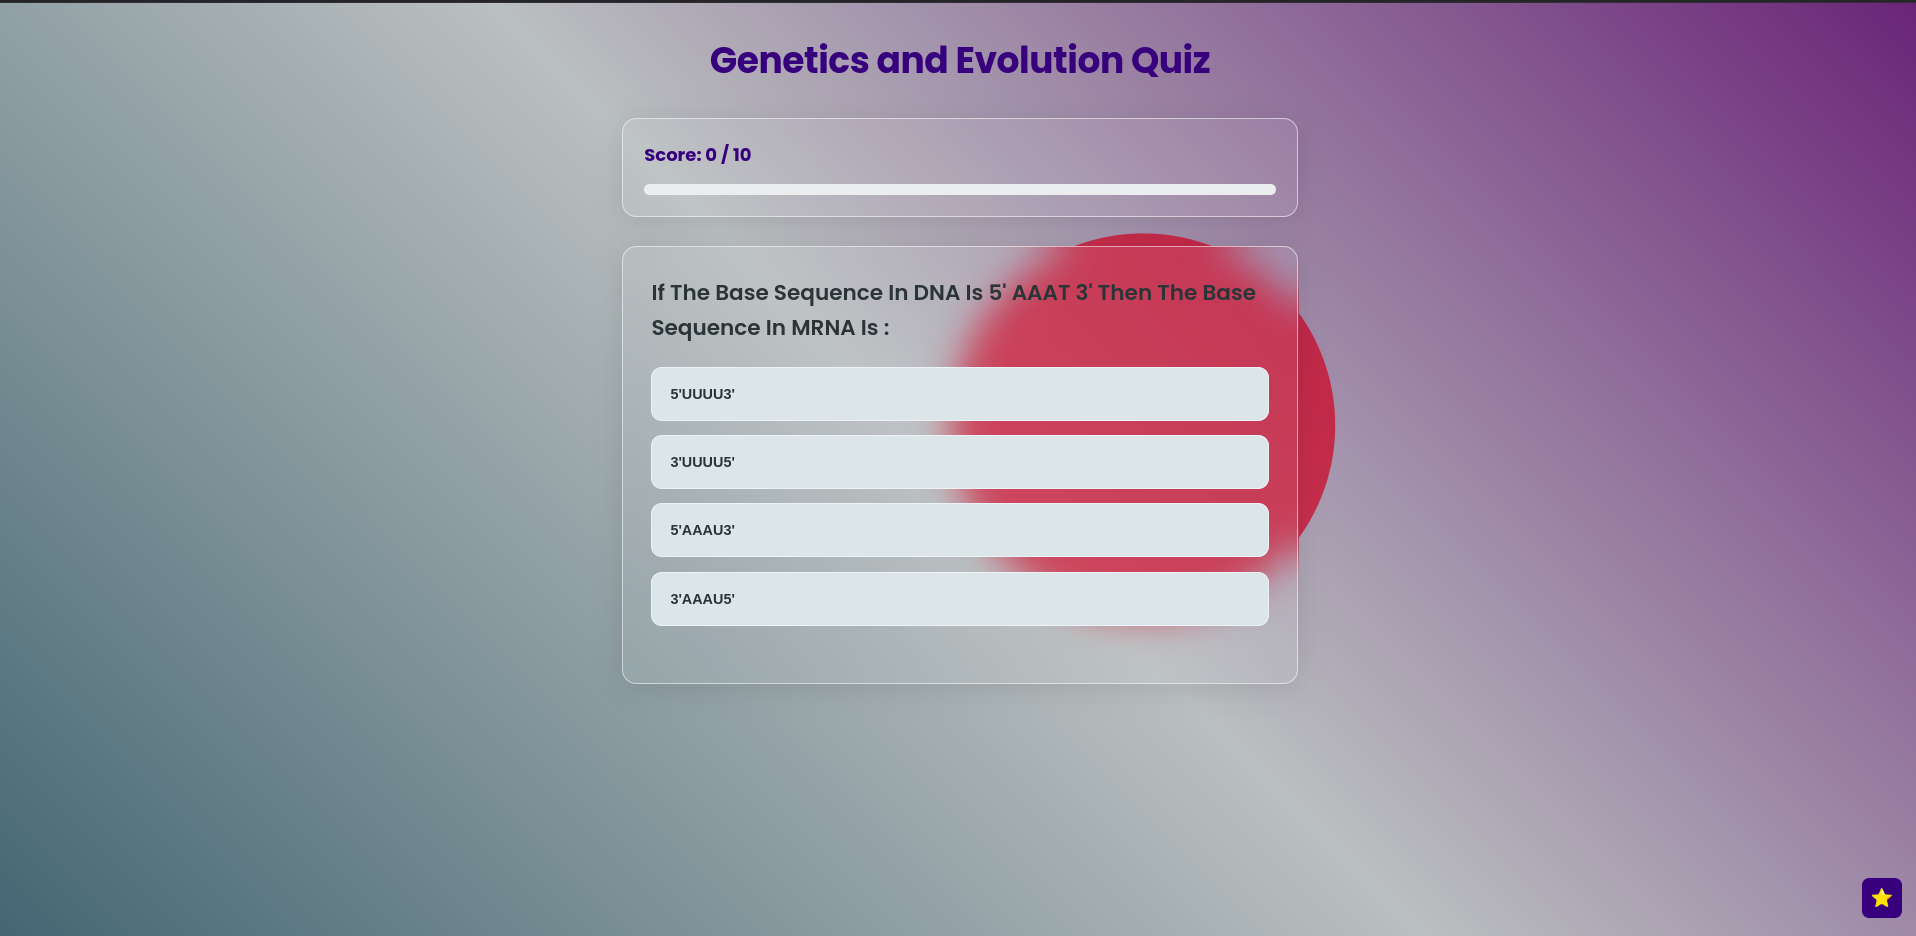 Genetics and Evolution Quiz
Score: 0 / 10
If The Base Sequence In DNA Is 5' AAAT 3' Then The Base
Sequence In MRNA Is :
5'UUUU3'
3'UUUU5'
5'AAAU3'
3'AAAU5'